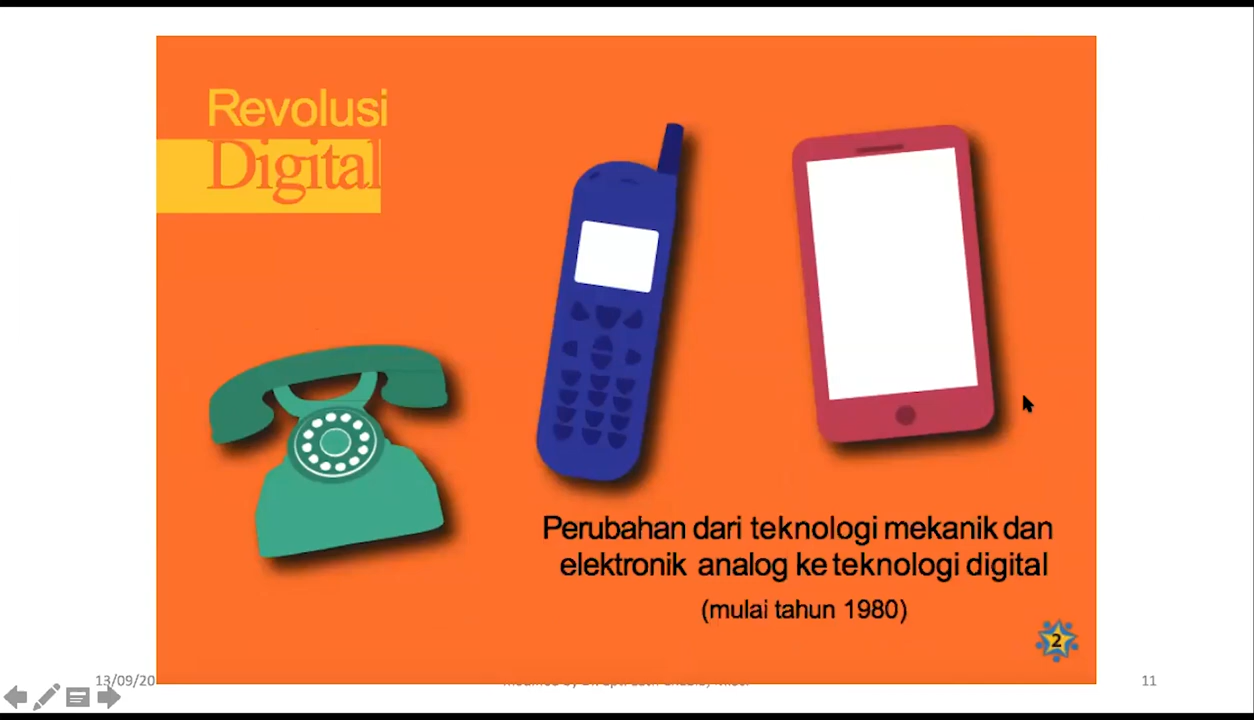 Revolusi
Digital
Perubahan dari teknologi mekanik dan
elektronik analog ke teknologi digital
(mulai tahun 1980)
2
13/09/20
11